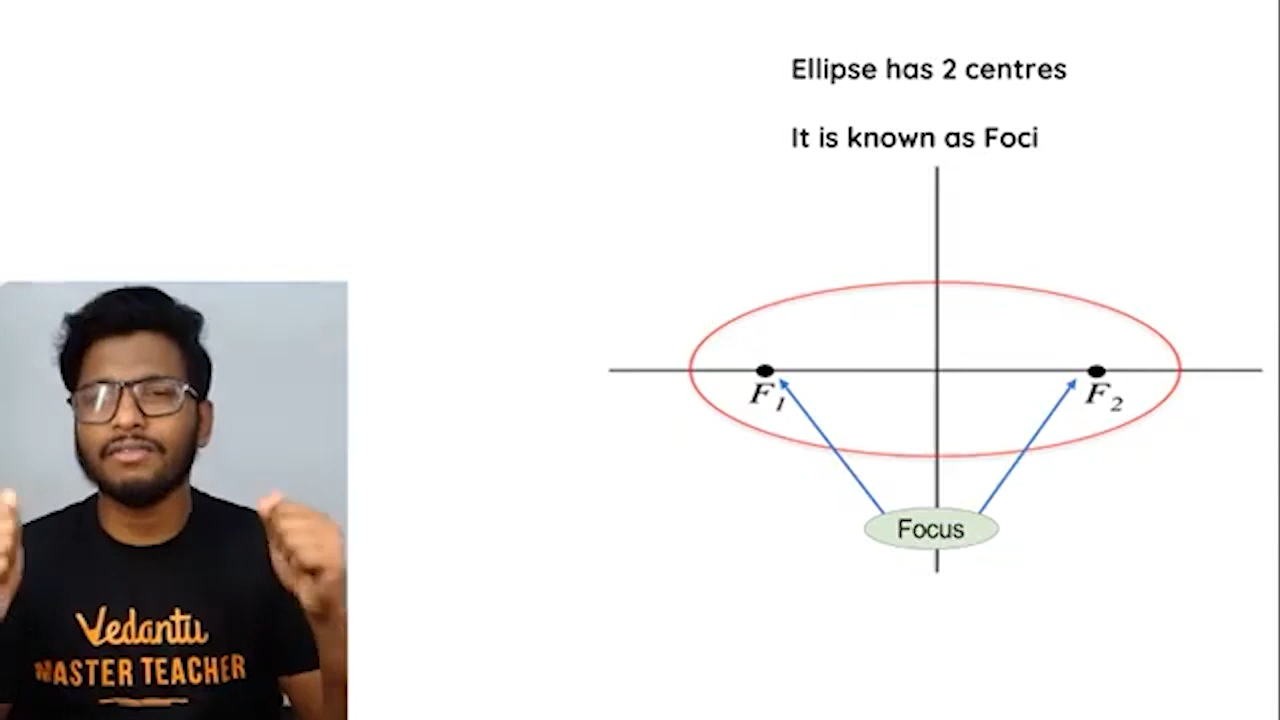 Ellipse has 2 centres
It is known as Foci
F1
F2
Focus
Vedantu
MASTER TEACHER